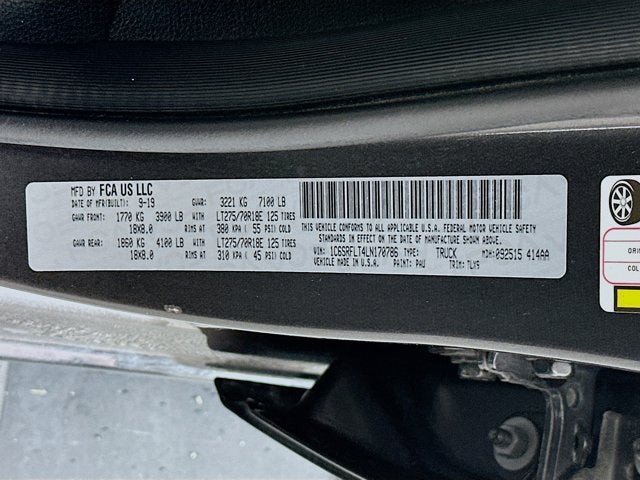 MFD BY FCA US LLC
DATE OF MFR(BUILT): 9-19 GVWR: 3221 KG 7100 LB
GAWR FRONT: 1770 KG 3900 LB WITH LT275/70R18E 125 TIRES
18X8.0 RIMS AT 380 KPA ( 55 PSI) COLD
GAWR REAR: 1860 KG 4100 LB WITH LT275/70R18E 125 TIRES
18X8.0 RIMS AT 310 KPA ( 45 PSI) COLD
THIS VEHICLE CONFORMS TO ALL APPLICABLE U.S.A. FEDERAL MOTOR VEHICLE SAFETY
STANDARDS IN EFFECT ON THE DATE OF MANUFACTURE SHOWN ABOVE.
VIN: 1C6SRFLT4LN170786 TYPE: TRUCK MDH: 092515 414AA
VEHICLE MADE IN U.S.A. PAINT: PAU TRIM: TLX9
COL